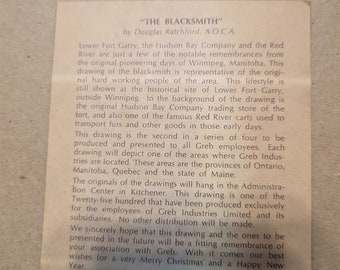 "THE BLACKSMITH"
by Douglas Ratchford, A.O.C.A.
Lower Fort Garry, the Hudson Bay Company and the Red
River are just a few of the notable remembrances from
the original pioneering days of Winnipeg, Manitoba. This
drawing of the blacksmith is representative of the origi-
nal hard working people of the area. This lifestyle is
still shown at the historical site of Lower Fort Garry,
outside Winnipeg. In the background of the drawing is
the original Hudson Bay Company trading store of the
fort, and also one of the famous Red River carts used to
transport furs and other goods in those early days.
This drawing is the second in a series of four to be
produced and presented to all Greb employees. Each
drawing will depict one of the areas where Greb Indus-
tries are located. These areas are the provinces of Ontario,
Manitoba, Quebec and the state of Maine.
The originals of the drawings will hang in the Administra-
tion Center in Kitchener. This drawing is one of the
Twenty-five hundred that have been produced exclusively
for the employees of Greb Industries Limited and its
subsidiaries. No other distribution will be made.
We sincerely hope that this drawing and the ones to be
presented in the future will be a fitting remembrance of
your association with Greb. With it comes our best
wishes for a very Merry Christmas and a Happy New
Year.